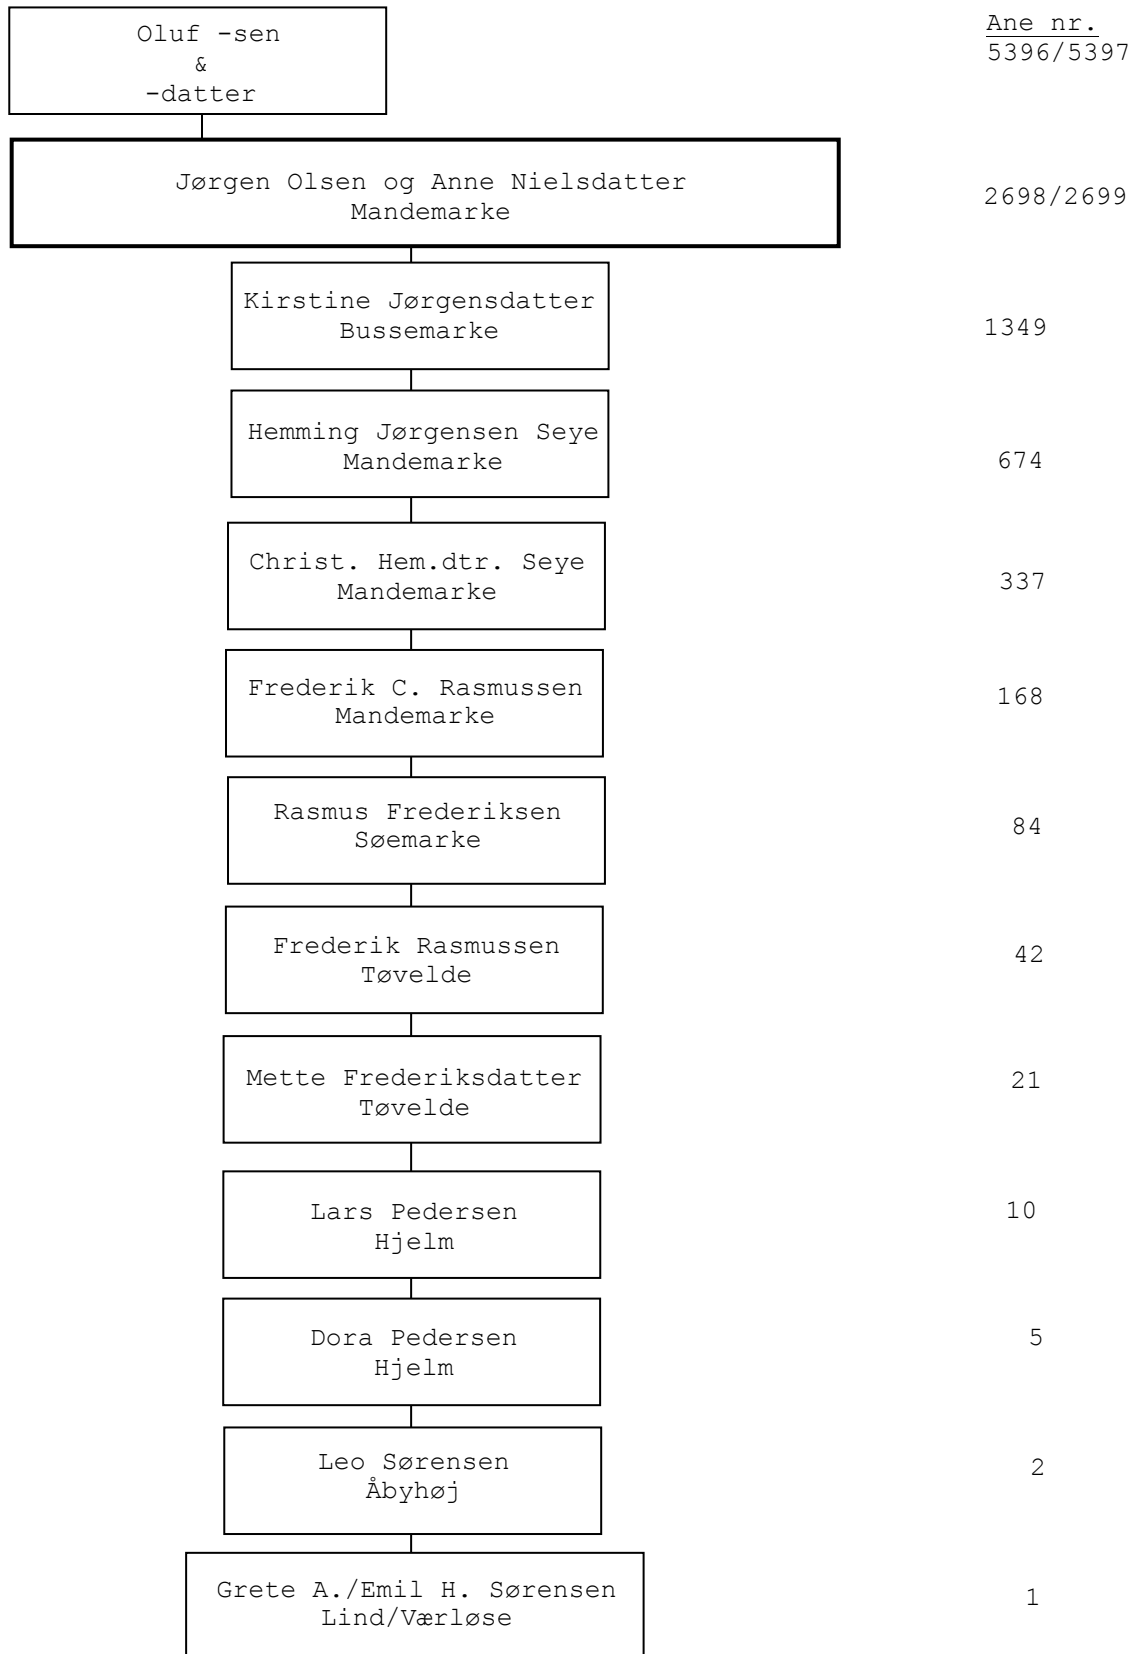 Oluf -sen
&
-datter
Ane nr.
5396/5397
Jørgen Olsen og Anne Nielsdatter
Mandemarke
2698/2699
Kirstine Jørgensdatter
Bussemarke
1349
Hemming Jørgensen Seye
Mandemarke
674
Christ. Hem.dtr. Seye
Mandemarke
337
Frederik C. Rasmussen
Mandemarke
168
Rasmus Frederiksen
Søemarke
84
Frederik Rasmussen
Tøvelde
42
Mette Frederiksdatter
Tøvelde
21
Lars Pedersen
Hjelm
10
Dora Pedersen
Hjelm
5
Leo Sørensen
Åbyhøj
2
Grete A./Emil H. Sørensen
Lind/Værløse
1